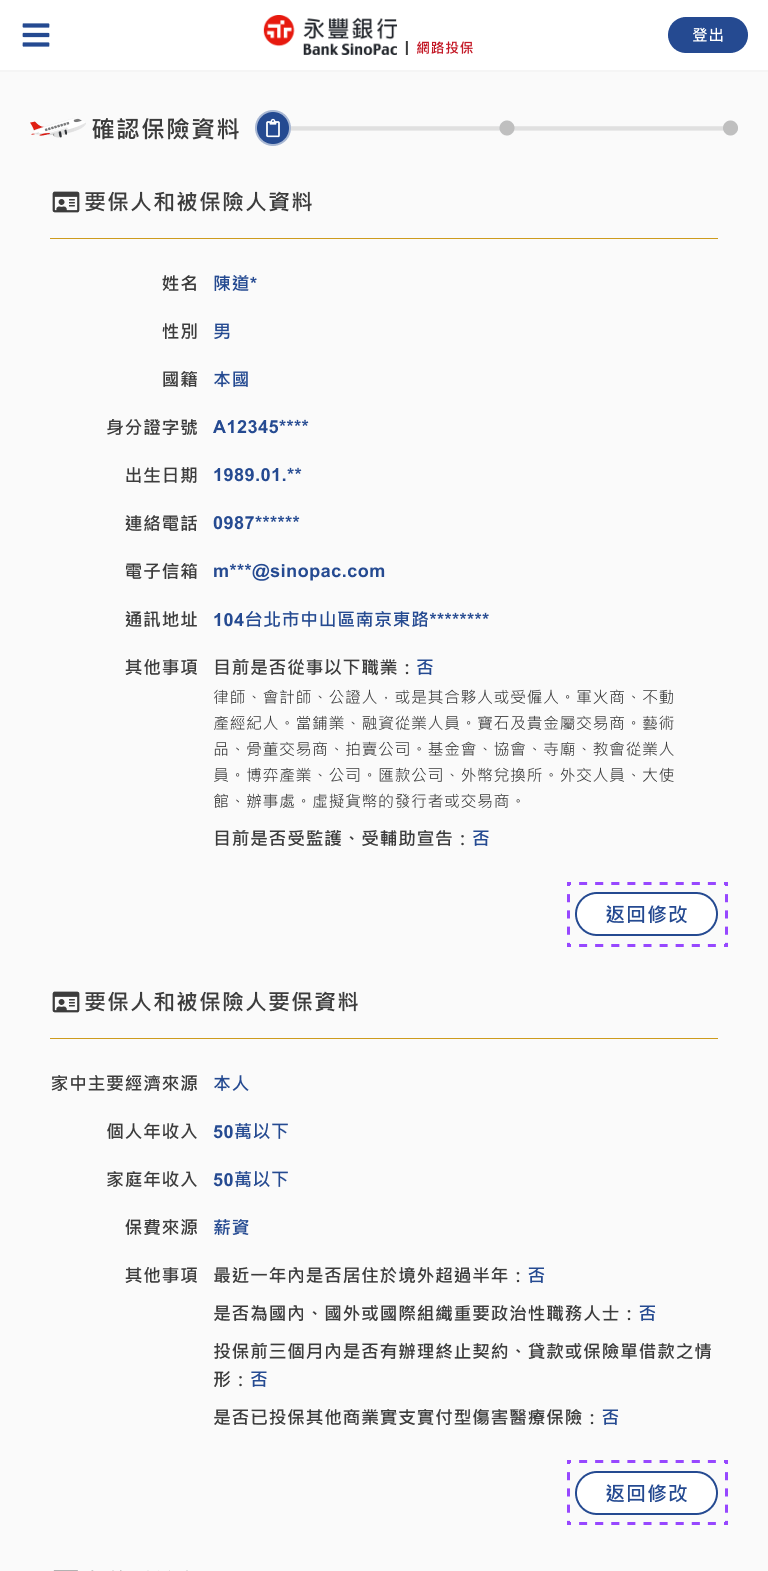 永豐銀行
Bank SinoPac
網路投保
登出
確認保險資料
要保人和被保險人資料
姓名 陳道*
性別 男
國籍 本國
身分證字號 A12345****
出生日期 1989.01.**
連絡電話 0987******
電子信箱 m***@sinopac.com
通訊地址 104台北市中山區南京東路********
其他事項 目前是否從事以下職業：否
律師、會計師、公證人，或是其合夥人或受僱人。軍火商、不動
產經紀人。當鋪業、融資從業人員。寶石及貴金屬交易商。藝術
品、骨董交易商、拍賣公司。基金會、協會、寺廟、教會從業人
員。博弈產業、公司。匯款公司、外幣兌換所。外交人員、大使
館、辦事處。虛擬貨幣的發行者或交易商。
目前是否受監護、受輔助宣告：否
返回修改
要保人和被保險人要保資料
家中主要經濟來源 本人
個人年收入 50萬以下
家庭年收入 50萬以下
保費來源 薪資
其他事項 最近一年內是否居住於境外超過半年：否
是否為國內、國外或國際組織重要政治性職務人士：否
投保前三個月內是否有辦理終止契約、貸款或保險單借款之情
形：否
是否已投保其他商業實支實付型傷害醫療保險：否
返回修改